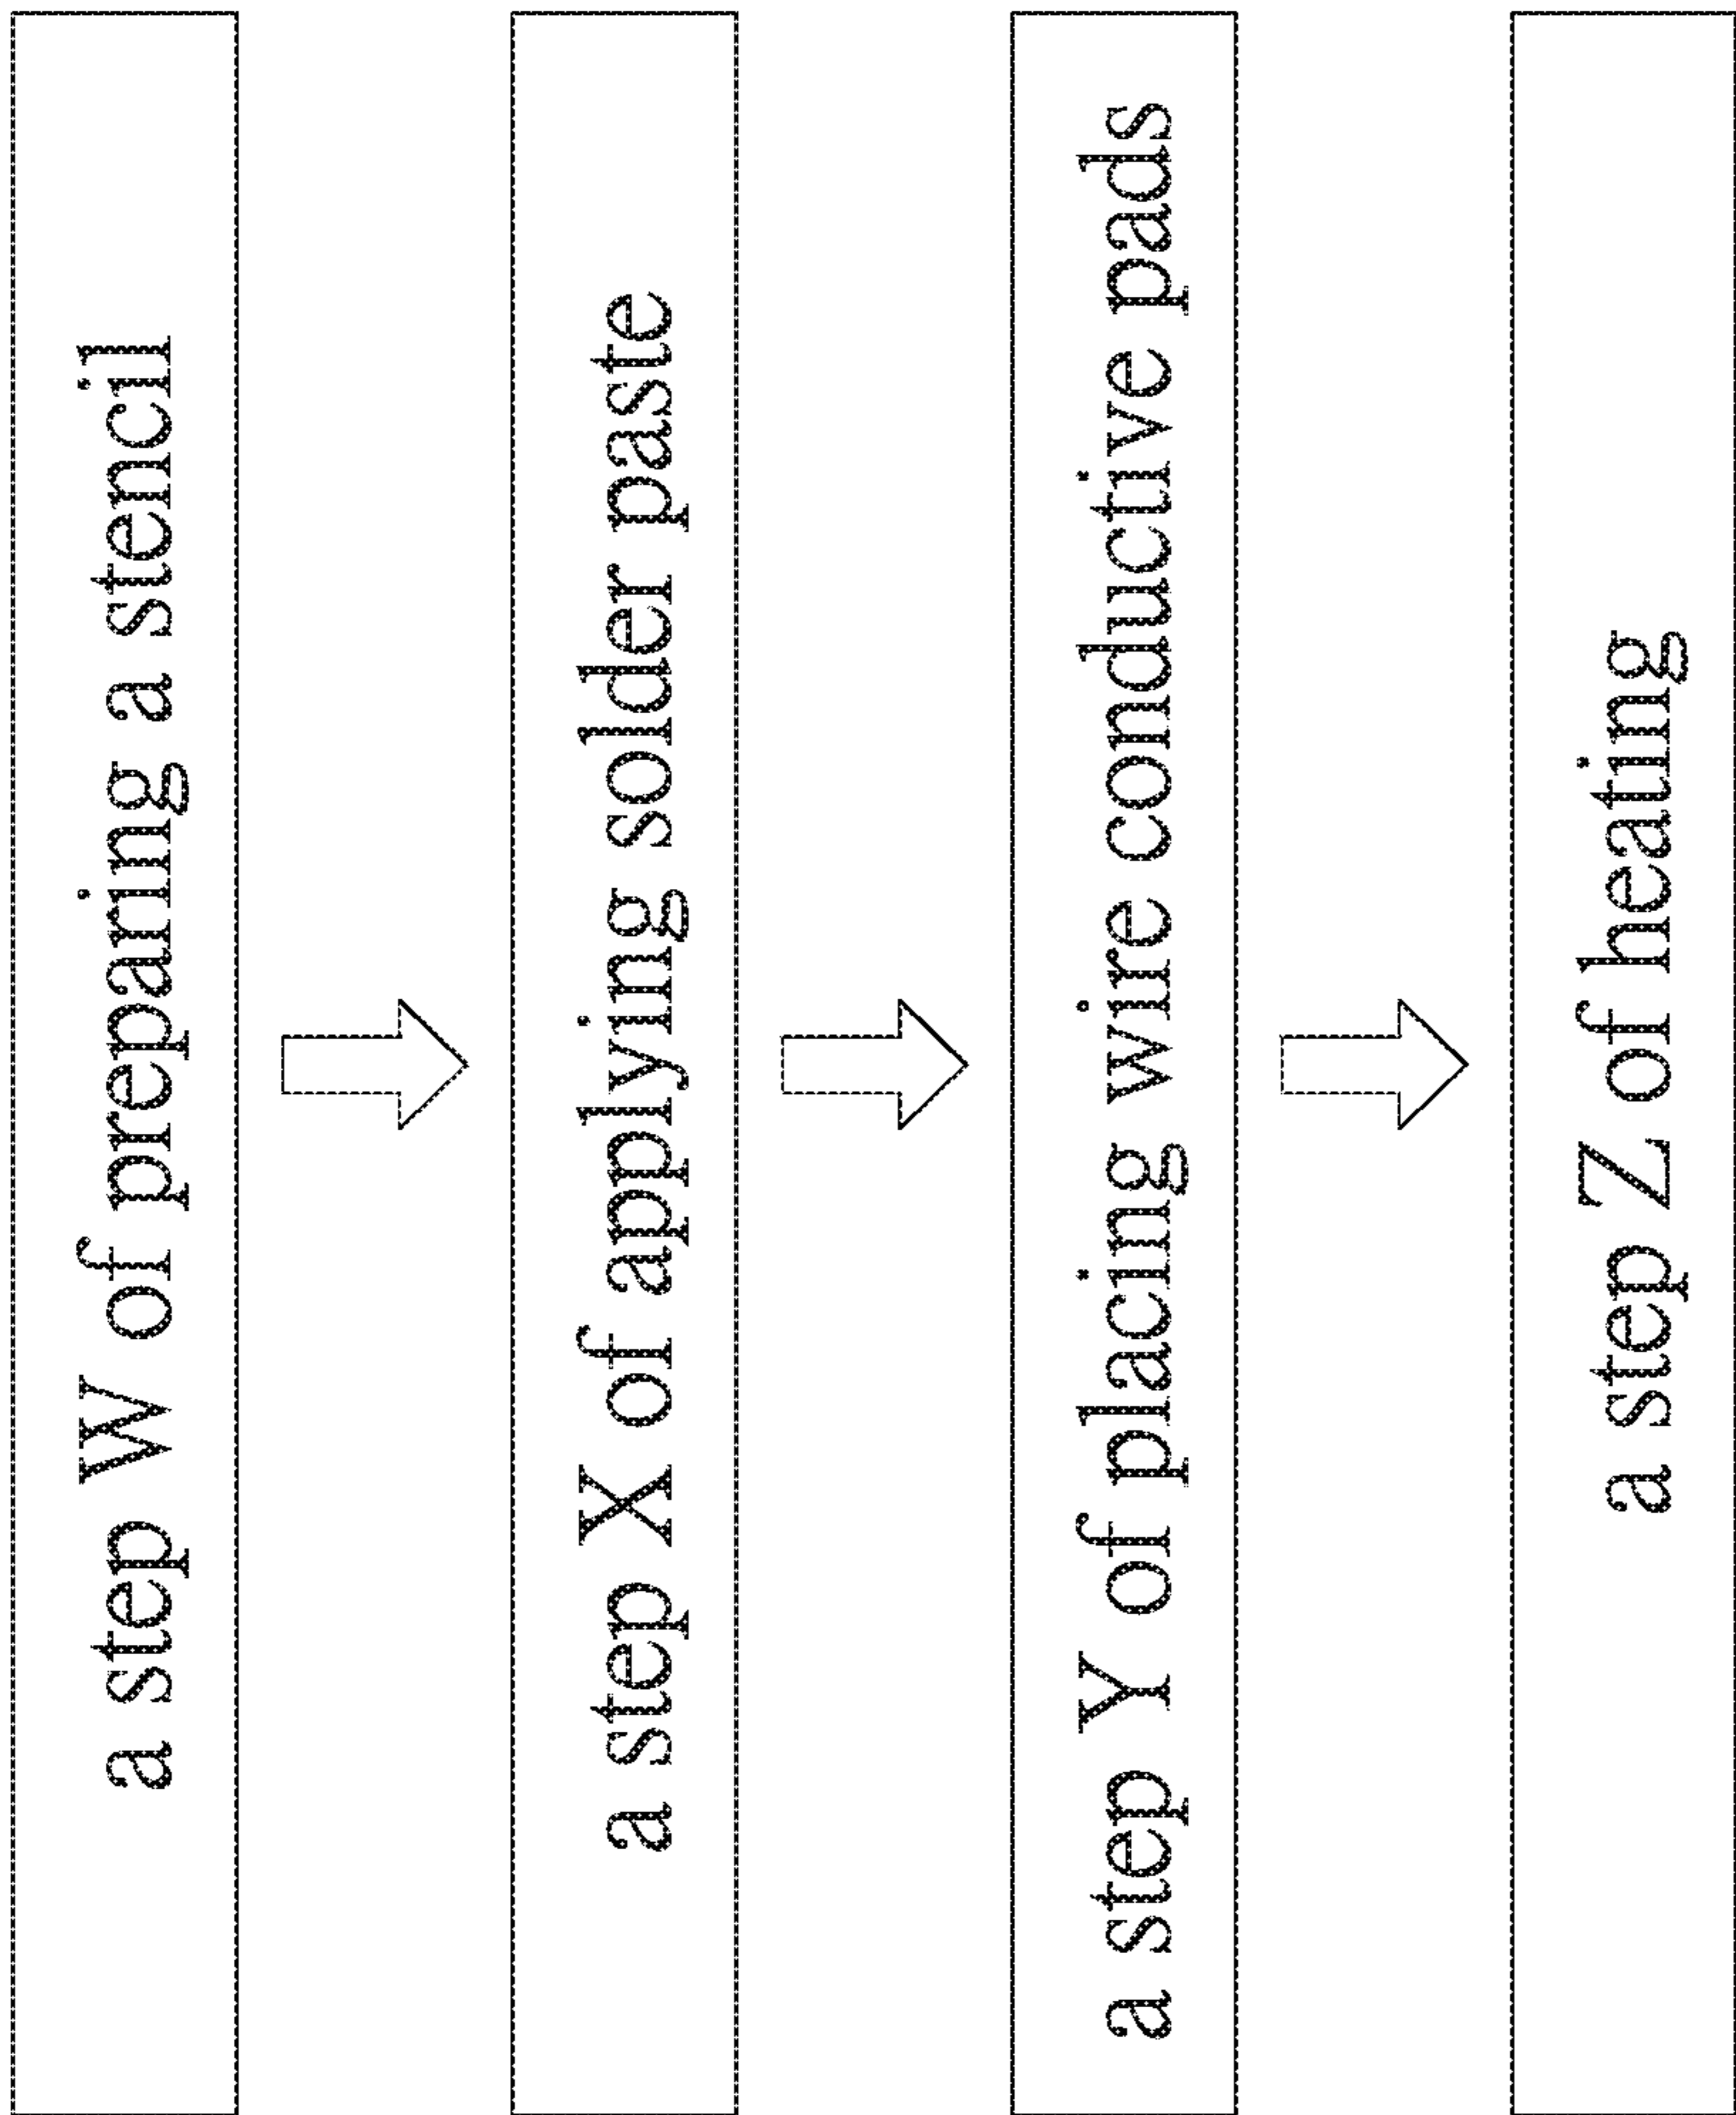 a step W of preparing a stencil
a step X of applying solder paste
a step Y of placing wire conductive pads
a step Z of heating